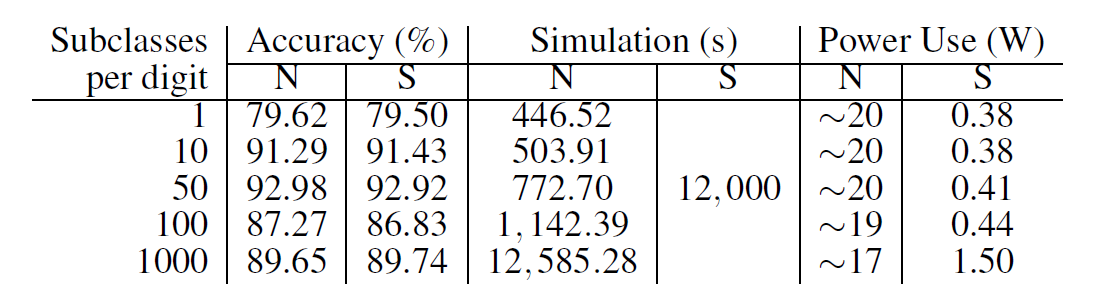 Subclasses Accuracy (%) Simulation (s) Power Use (W)
per digit N S N S N S
1 79.62 79.50 446.52 ~20 0.38
10 91.29 91.43 503.91 ~20 0.38
50 92.98 92.92 772.70 12,000 ~20 0.41
100 87.27 86.83 1,142.39 ~19 0.44
1000 89.65 89.74 12,585.28 ~17 1.50